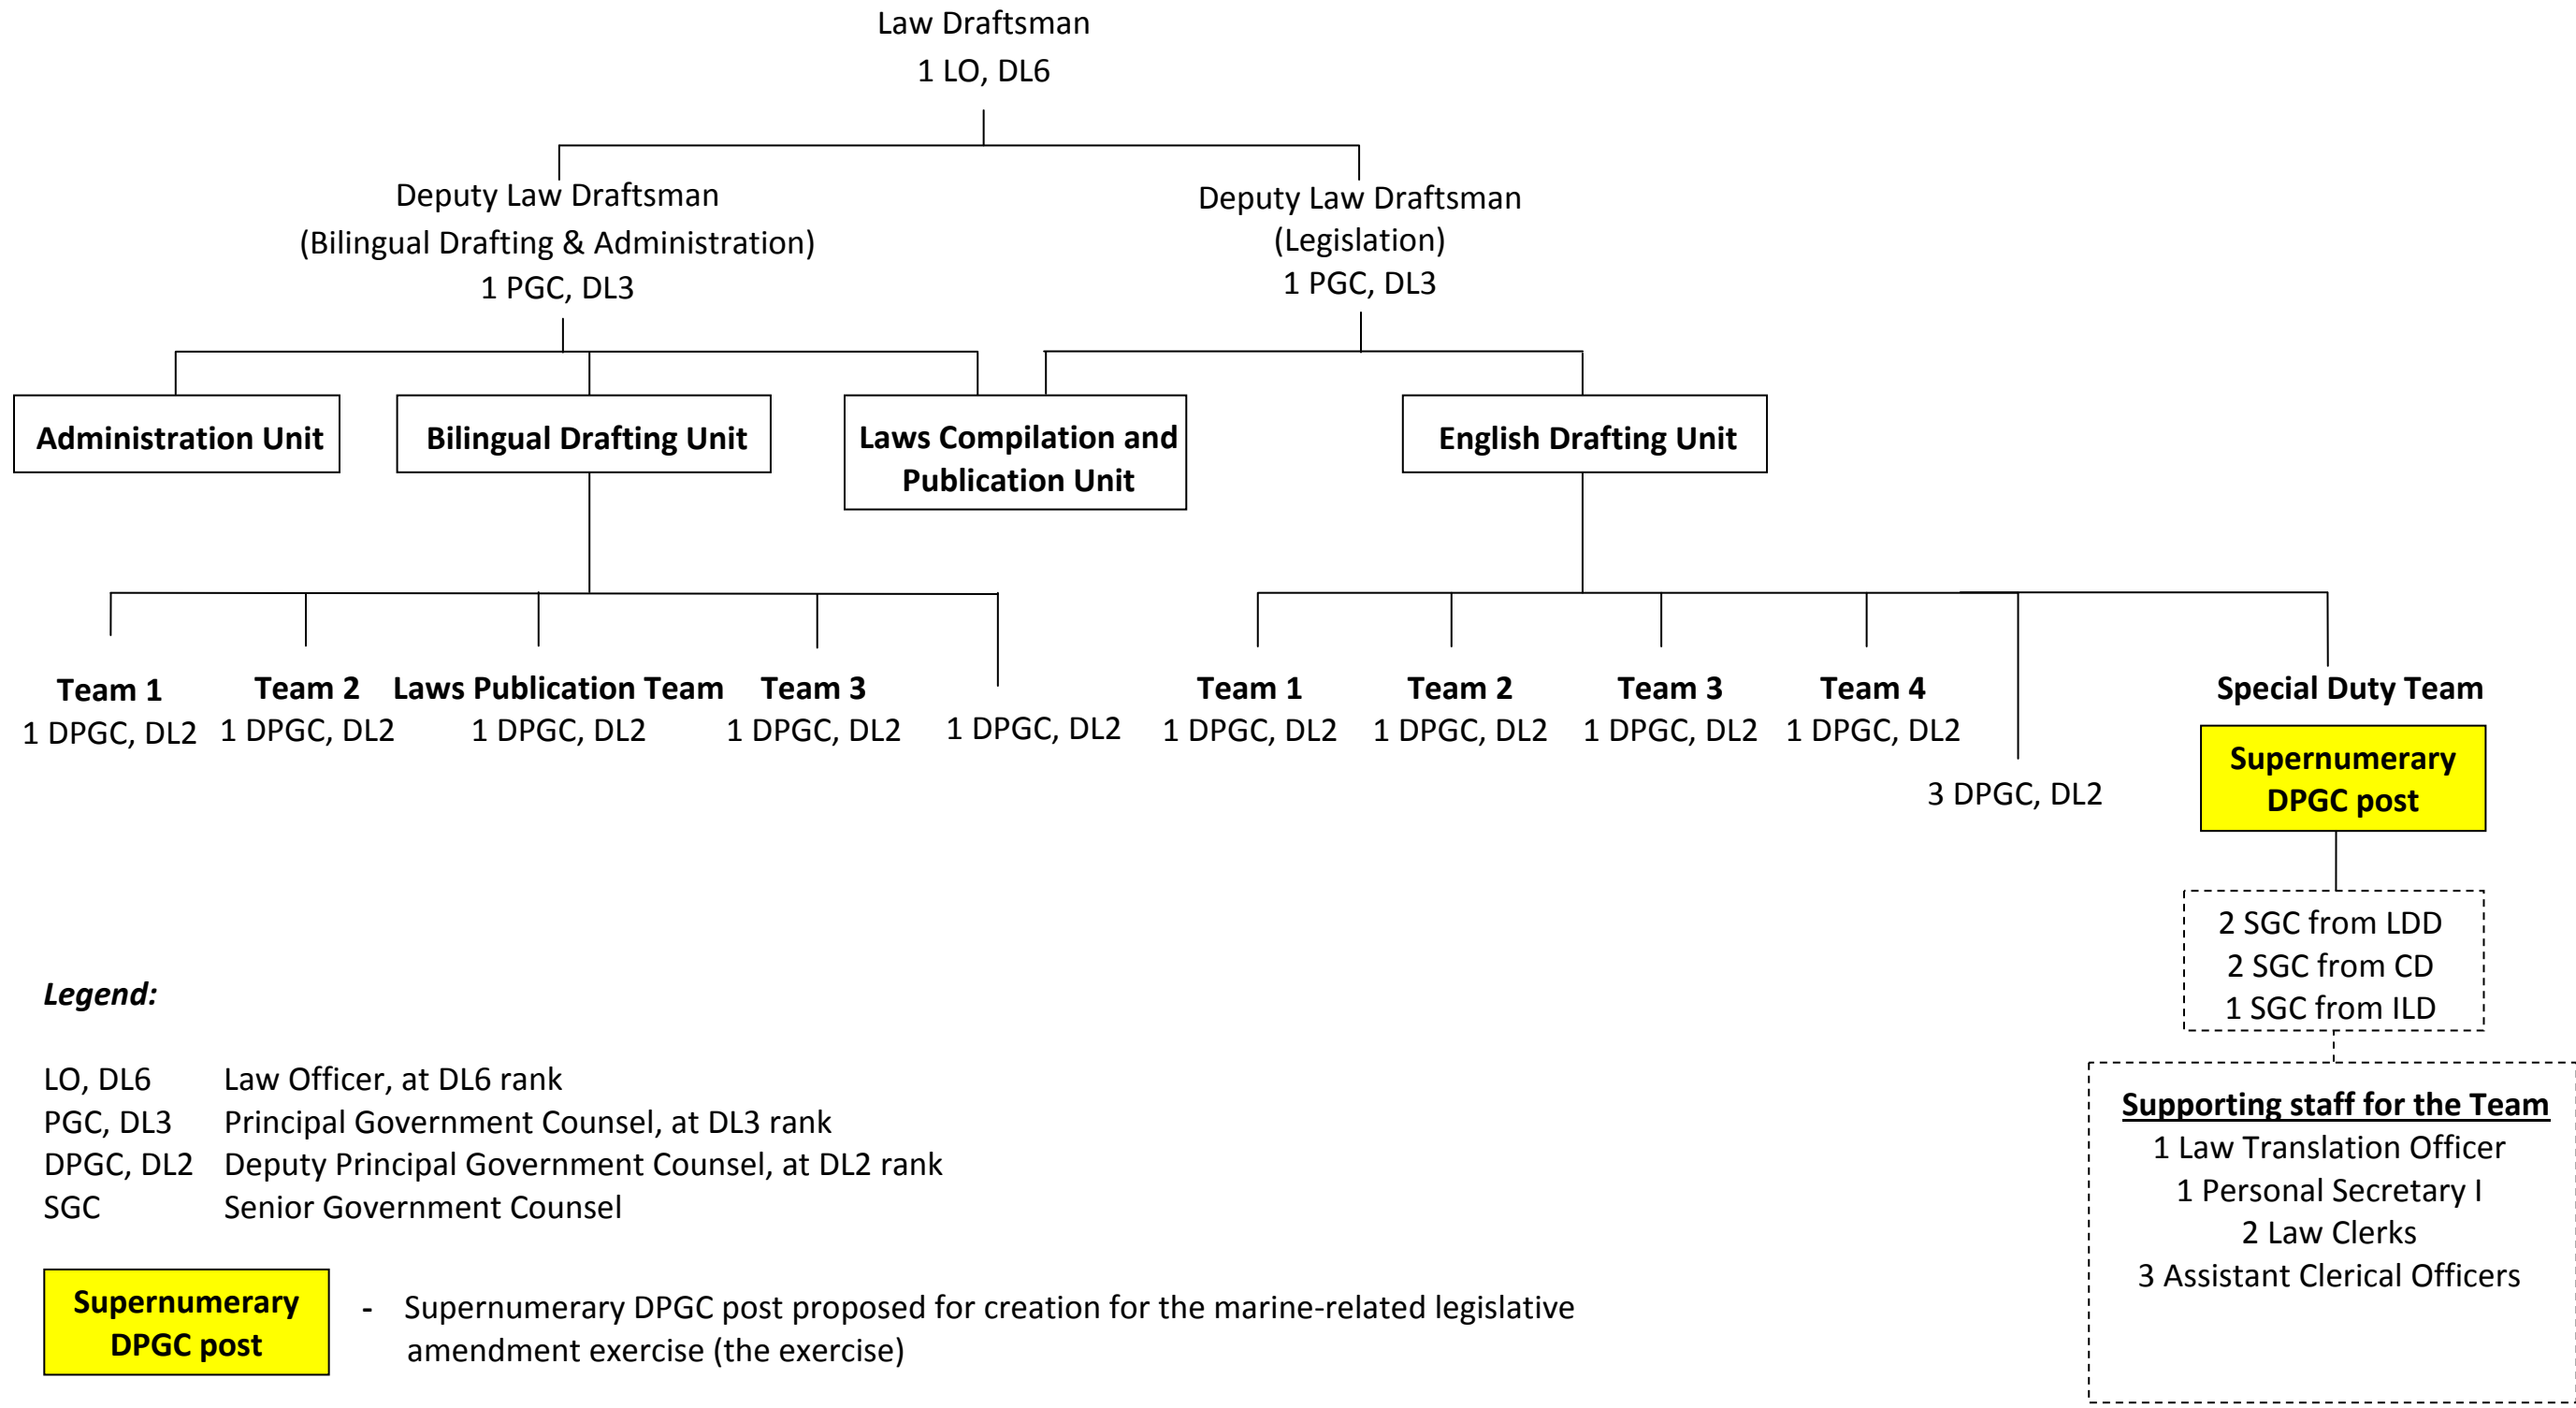 Law Draftsman
1 LO, DL6
Deputy Law Draftsman
(Bilingual Drafting & Administration)
1 PGC, DL3
Deputy Law Draftsman
(Legislation)
1 PGC, DL3
Administration Unit
Bilingual Drafting Unit
Laws Compilation and
Publication Unit
English Drafting Unit
Team 1
1 DPGC, DL2
Team 2
1 DPGC, DL2
Laws Publication Team
1 DPGC, DL2
Team 3
1 DPGC, DL2
1 DPGC, DL2
Team 1
1 DPGC, DL2
Team 2
1 DPGC, DL2
Team 3
1 DPGC, DL2
Team 4
1 DPGC, DL2
3 DPGC, DL2
Special Duty Team
Supernumerary
DPGC post
2 SGC from LDD
2 SGC from CD
1 SGC from ILD
Supporting staff for the Team
1 Law Translation Officer
1 Personal Secretary I
2 Law Clerks
3 Assistant Clerical Officers
Legend:
LO, DL6 Law Officer, at DL6 rank
PGC, DL3 Principal Government Counsel, at DL3 rank
DPGC, DL2 Deputy Principal Government Counsel, at DL2 rank
SGC Senior Government Counsel
Supernumerary
DPGC post
- Supernumerary DPGC post proposed for creation for the marine-related legislative
amendment exercise (the exercise)